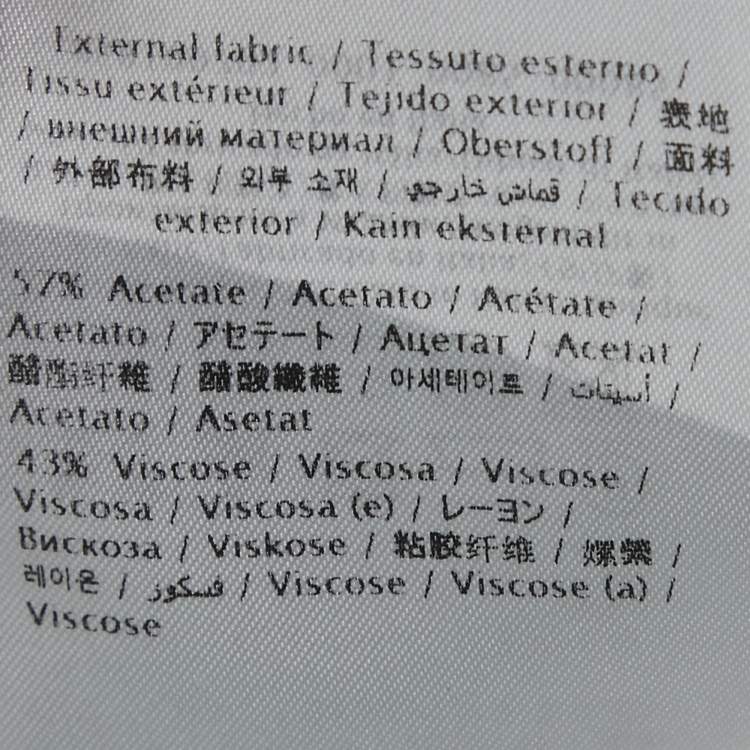 External fabric / Tessuto esterno /
Tissu extérieur / Tejido exterior / 表地
/ внешний материал / Oberstoff / 面料
/ 外部布料 / 외부 소재 / قماش خارجي / Tecido
exterior / Kain eksternal
57% Acetate / Acetato / Acétate /
Acetato / アセテート / Ацетат / Acetat /
醋酯纤維 / 醋酸纖維 / 아세테이트 / أسيتات /
Acetato / Asetat
43% Viscose / Viscosa / Viscose /
Viscosa / Viscosa (e) / レーヨン /
Вискоза / Viskose / 粘胶纤维 / 嫘縈 /
레이온 / فسكوز / Viscose / Viscose (a) /
Viscose